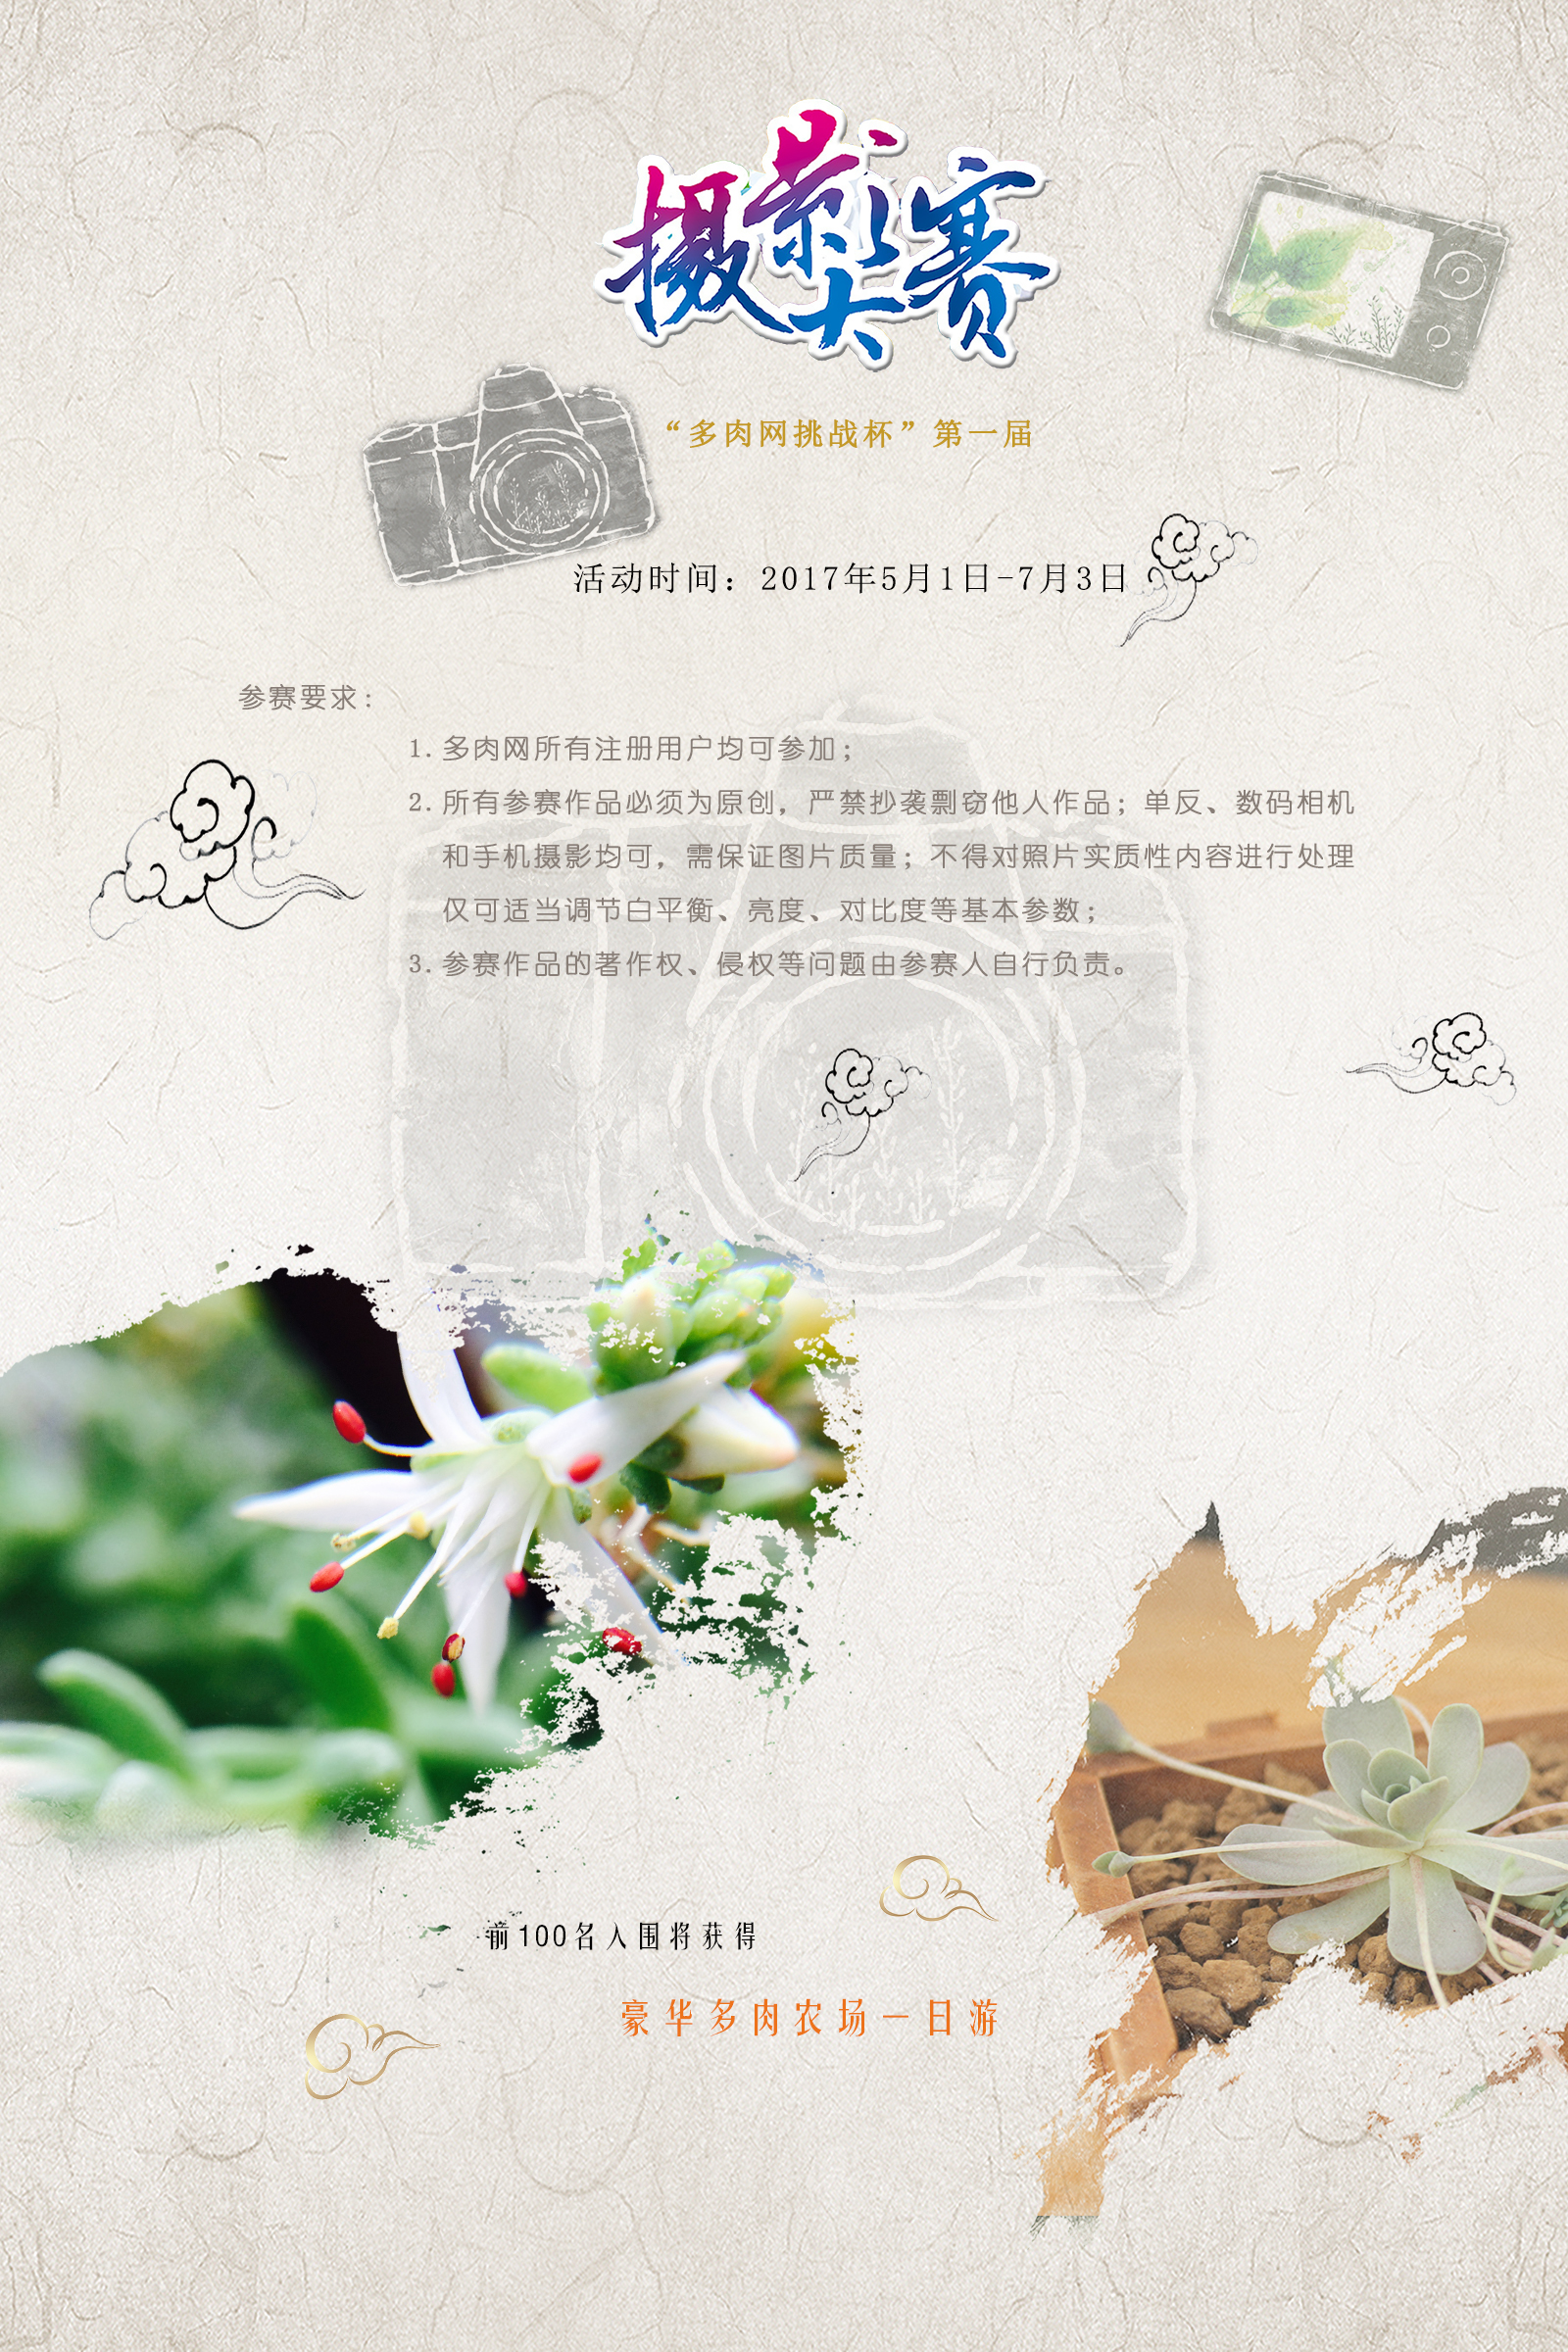 摄影大赛
“多肉网挑战杯”第一届
活动时间：2017年5月1日-7月3日
参赛要求：
1. 多肉网所有注册用户均可参加；
2. 所有参赛作品必须为原创，严禁抄袭剽窃他人作品；单反、数码相机
和手机摄影均可，需保证图片质量；不得对照片实质性内容进行处理
仅可适当调节白平衡、亮度、对比度等基本参数；
3. 参赛作品的著作权、侵权等问题由参赛人自行负责。
前100名入围将获得
豪华多肉农场一日游